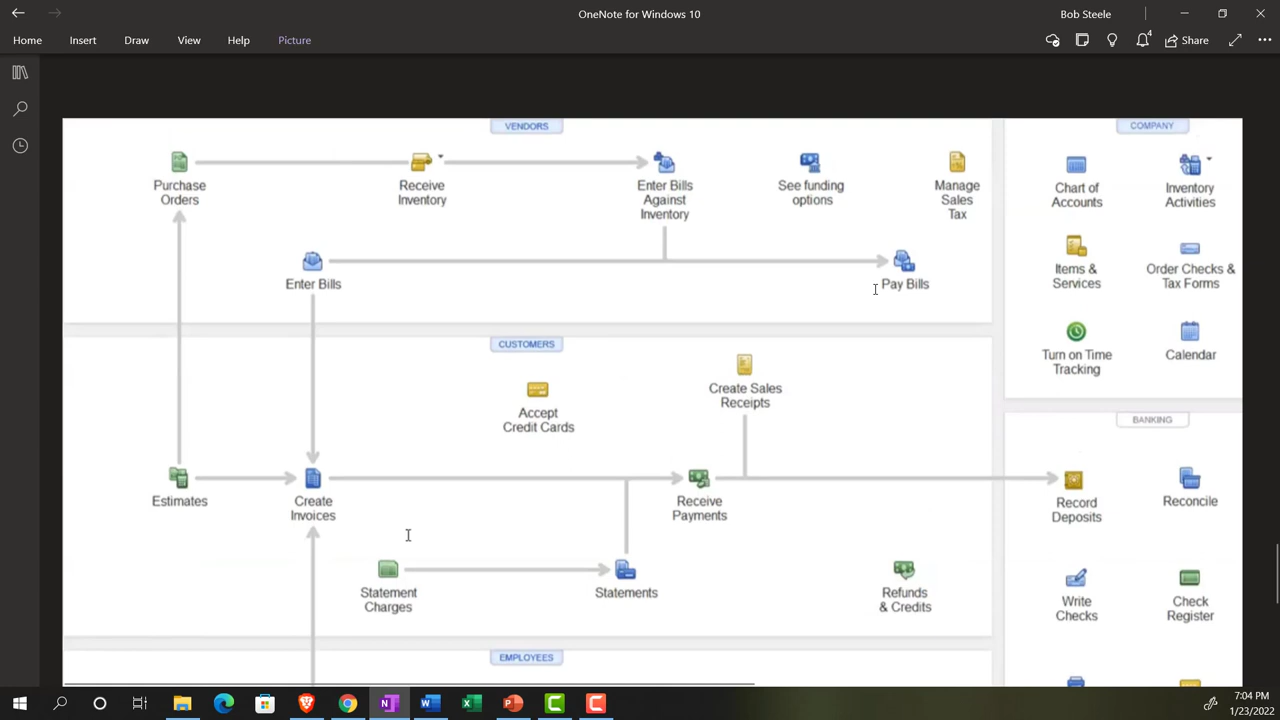 OneNote for Windows 10
Bob Steele
Home
Insert
Draw
View
Help
Picture
4
Share
VENDORS
Purchase
Orders
Receive
Inventory
Enter Bills
Against
Inventory
See funding
options
Manage
Sales
Tax
Enter Bills
Pay Bills
COMPANY
Chart of
Accounts
Inventory
Activities
Items &
Services
Order Checks &
Tax Forms
Turn on Time
Tracking
Calendar
CUSTOMERS
Accept
Credit Cards
Create Sales
Receipts
Estimates
Create
Invoices
Receive
Payments
Statement
Charges
Statements
Refunds
& Credits
BANKING
Record
Deposits
Reconcile
Write
Checks
Check
Register
EMPLOYEES
7:04 PM
1/23/2022